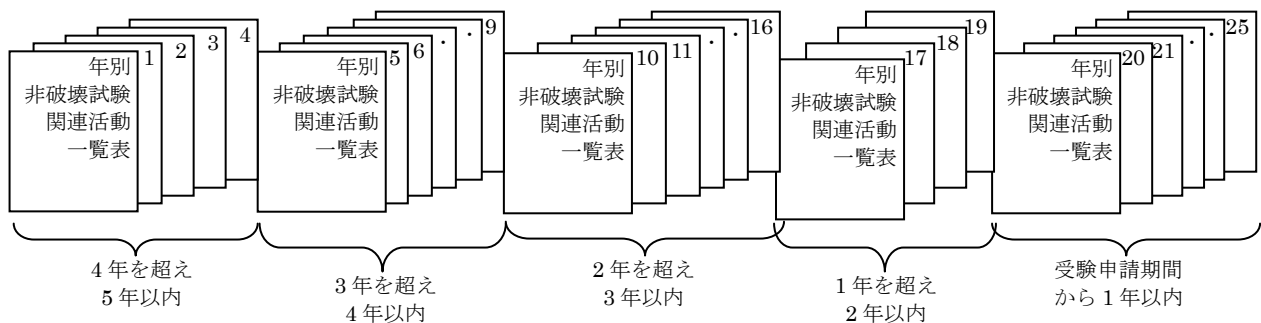 1 2 3 4
年別
非破壊試験
関連活動
一覧表
4 年を超え
5 年以内
5 6 ・ ・ 9
年別
非破壊試験
関連活動
一覧表
3 年を超え
4 年以内
10 11 ・ ・ 16
年別
非破壊試験
関連活動
一覧表
2 年を超え
3 年以内
17 18 19
年別
非破壊試験
関連活動
一覧表
1 年を超え
2 年以内
20 21 ・ ・ 25
年別
非破壊試験
関連活動
一覧表
受験申請期間
から 1 年以内